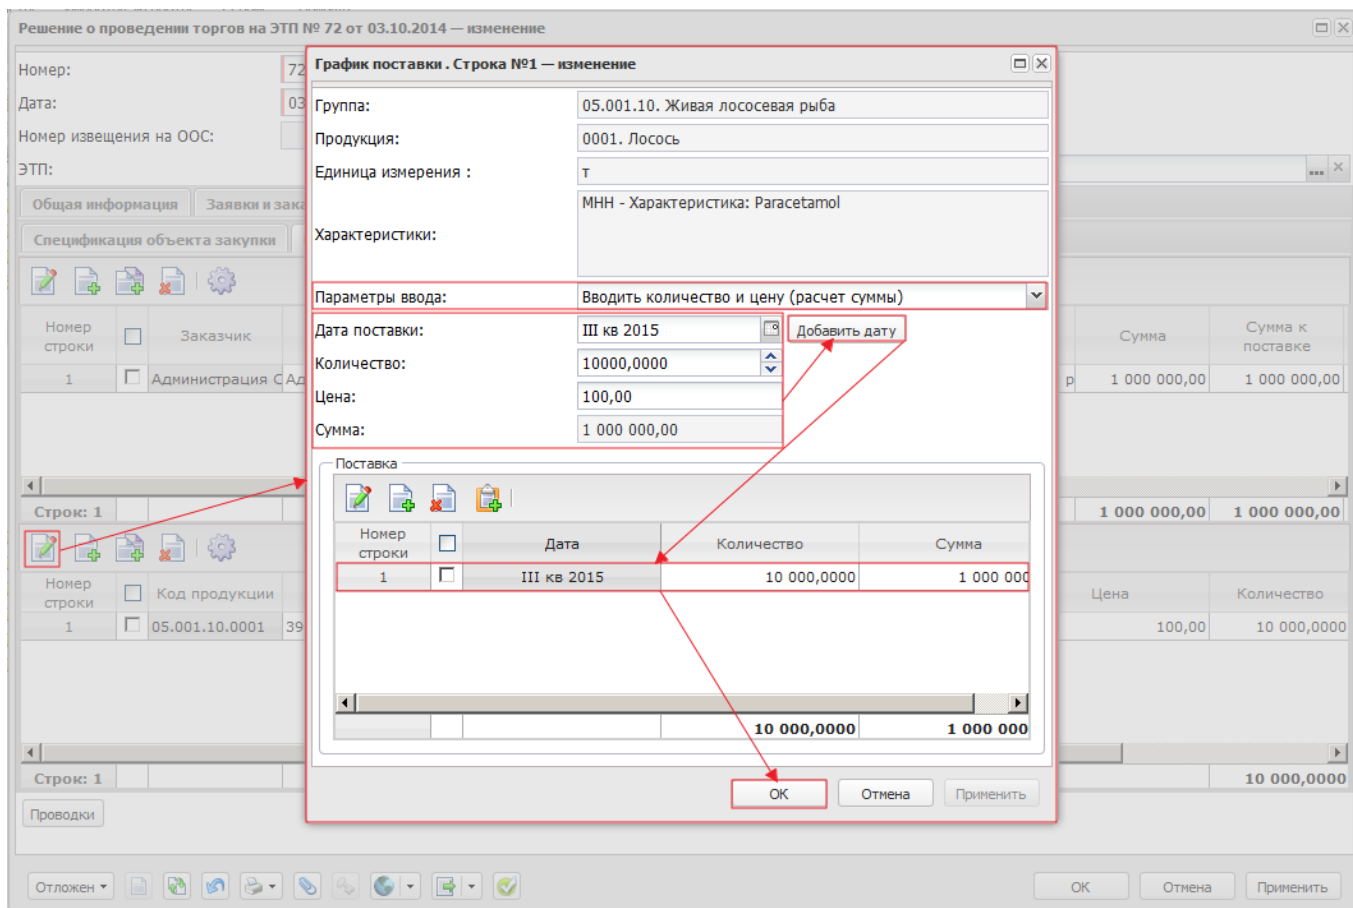 Решение о проведении торгов на ЭТП № 72 от 03.10.2014 — изменение
График поставки . Строка №1 — изменение
Номер: 72
Дата: 03
Номер извещения на ООС:
ЭТП:
...
Общая информация
Заявки и зака
Спецификация объекта закупки
Номер строки
Заказчик
Сумма
Сумма к поставке
1 Администрация С Ад р 1 000 000,00 1 000 000,00
Строк: 1 1 000 000,00 1 000 000,00
Номер строки
Код продукции
Цена
Количество
1 05.001.10.0001 39 100,00 10 000,0000
Строк: 1 10 000,0000
Проводки
Отложен
ОК
Отмена
Применить
Группа: 05.001.10. Живая лососевая рыба
Продукция: 0001. Лосось
Единица измерения : т
Характеристики: МНН - Характеристика: Paracetamol
Параметры ввода: Вводить количество и цену (расчет суммы)
Дата поставки: III кв 2015 Добавить дату
Количество: 10000,0000
Цена: 100,00
Сумма: 1 000 000,00
Поставка
Номер строки
Дата
Количество
Сумма
1 III кв 2015 10 000,0000 1 000 000
10 000,0000 1 000 000
ОК
Отмена
Применить